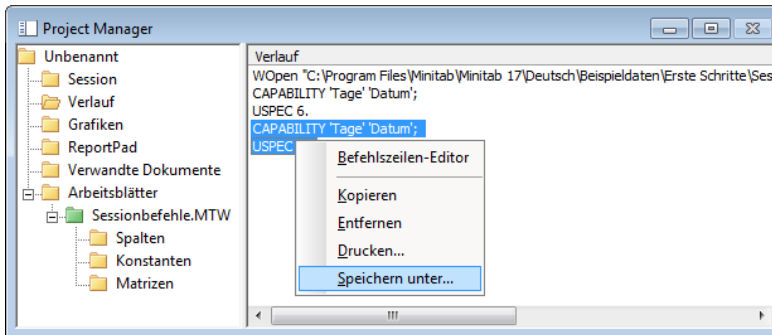 Project Manager
Unbenannt
Session
Verlauf
Grafiken
ReportPad
Verwandte Dokumente
Arbeitsblätter
Sessionbefehle.MTW
Spalten
Konstanten
Matrizen
Verlauf
WOpen "C:\Program Files\Minitab\Minitab 17\Deutsch\Beispieldaten\Erste Schritte\Ses
CAPABILITY 'Tage' 'Datum';
USPEC 6.
CAPABILITY 'Tage' 'Datum';
USPEC
Befehlszeilen-Editor
Kopieren
Entfernen
Drucken...
Speichern unter...